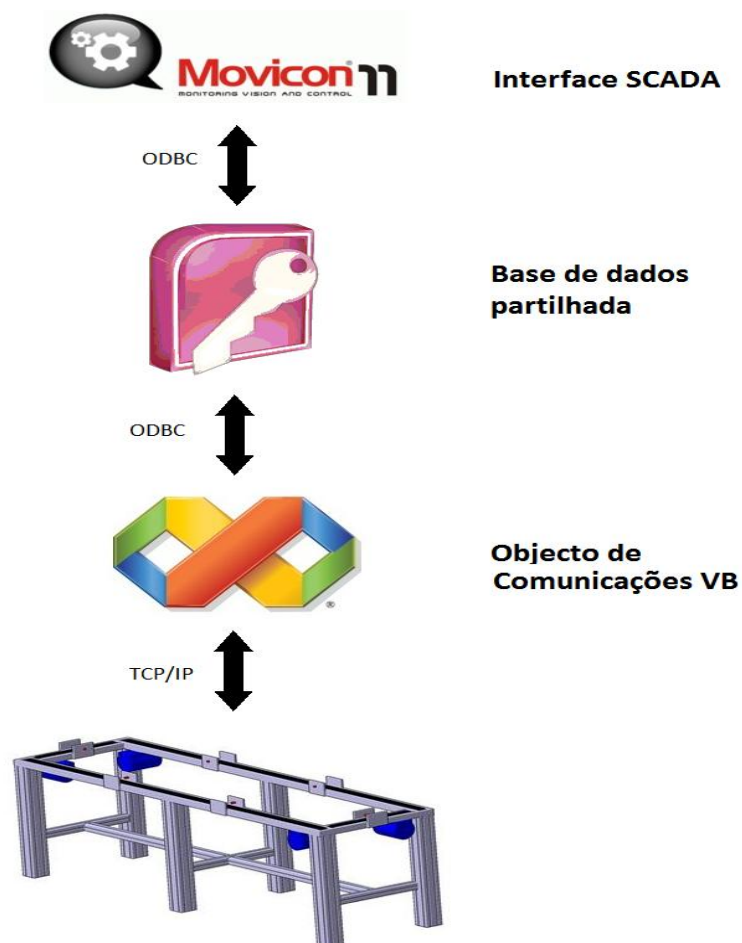 Movicon 11
MONITORING VISION AND CONTROL
Interface SCADA
ODBC
Base de dados
partilhada
ODBC
Objecto de
Comunicações VB
®
TCP/IP